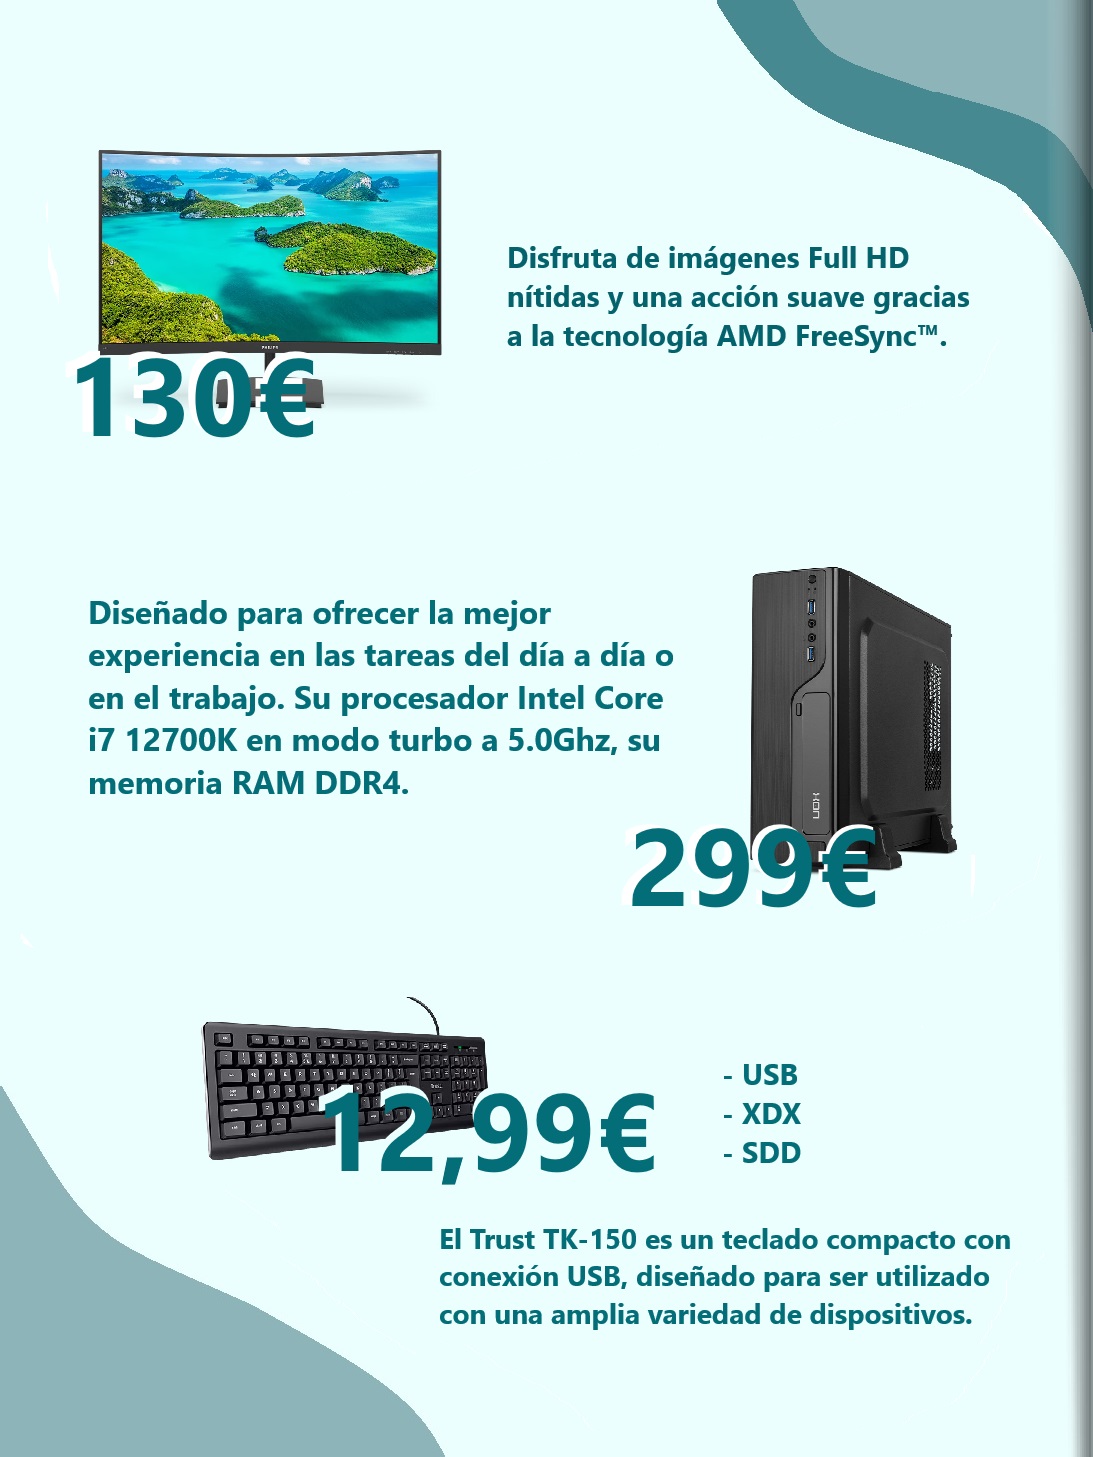 PHILIPS
130€
Disfruta de imágenes Full HD
nítidas y una acción suave gracias
a la tecnología AMD FreeSync™.
Diseñado para ofrecer la mejor
experiencia en las tareas del día a día o
en el trabajo. Su procesador Intel Core
i7 12700K en modo turbo a 5.0Ghz, su
memoria RAM DDR4.
299€
12,99€
- USB
- XDX
- SDD
El Trust TK-150 es un teclado compacto con
conexión USB, diseñado para ser utilizado
con una amplia variedad de dispositivos.